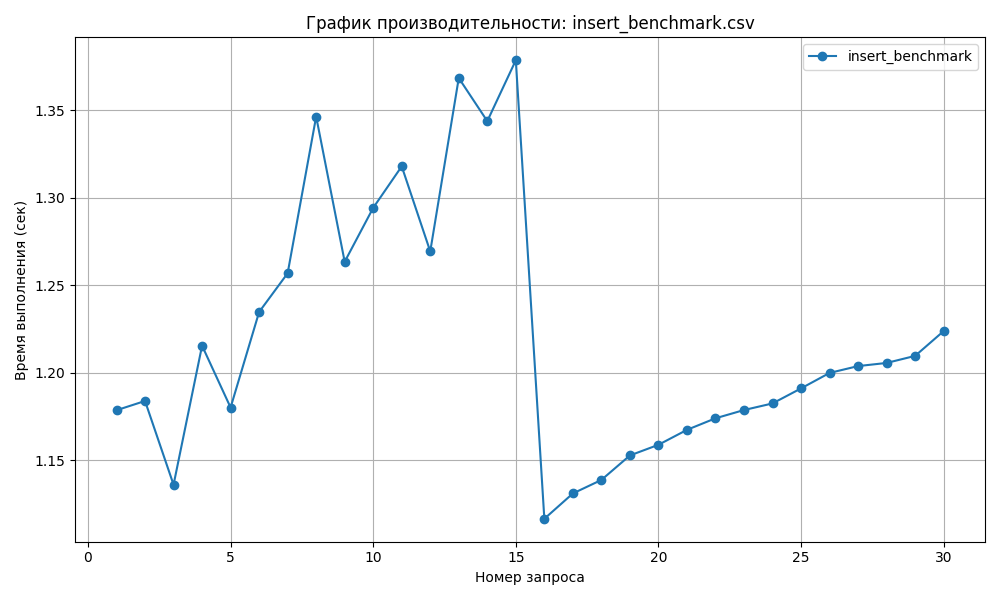 График производительности: insert_benchmark.csv
insert_benchmark
Время выполнения (сек)
1.35
1.30
1.25
1.20
1.15
0 5 10 15 20 25 30
Номер запроса